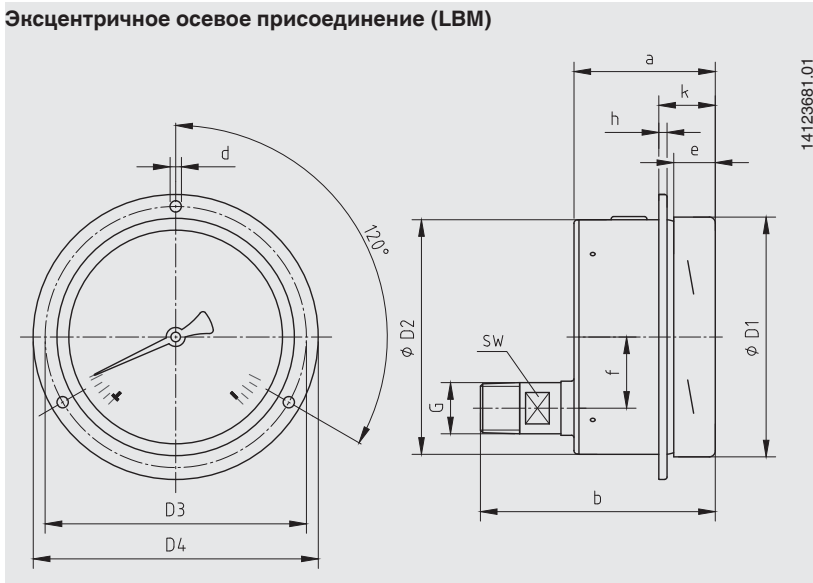 Эксцентричное осевое присоединение (LBM)
14123681.01
a
k
h
e
d
120°
ø D2
SW
f
ø D1
G
b
D3
D4